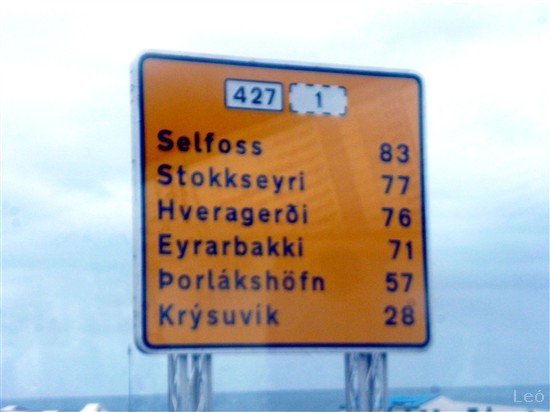 427 1
Selfoss 83
Stokkseyri 77
Hveragerði 76
Eyrarbakki 71
Þorlákshöfn 57
Krýsuvík 28
Leó